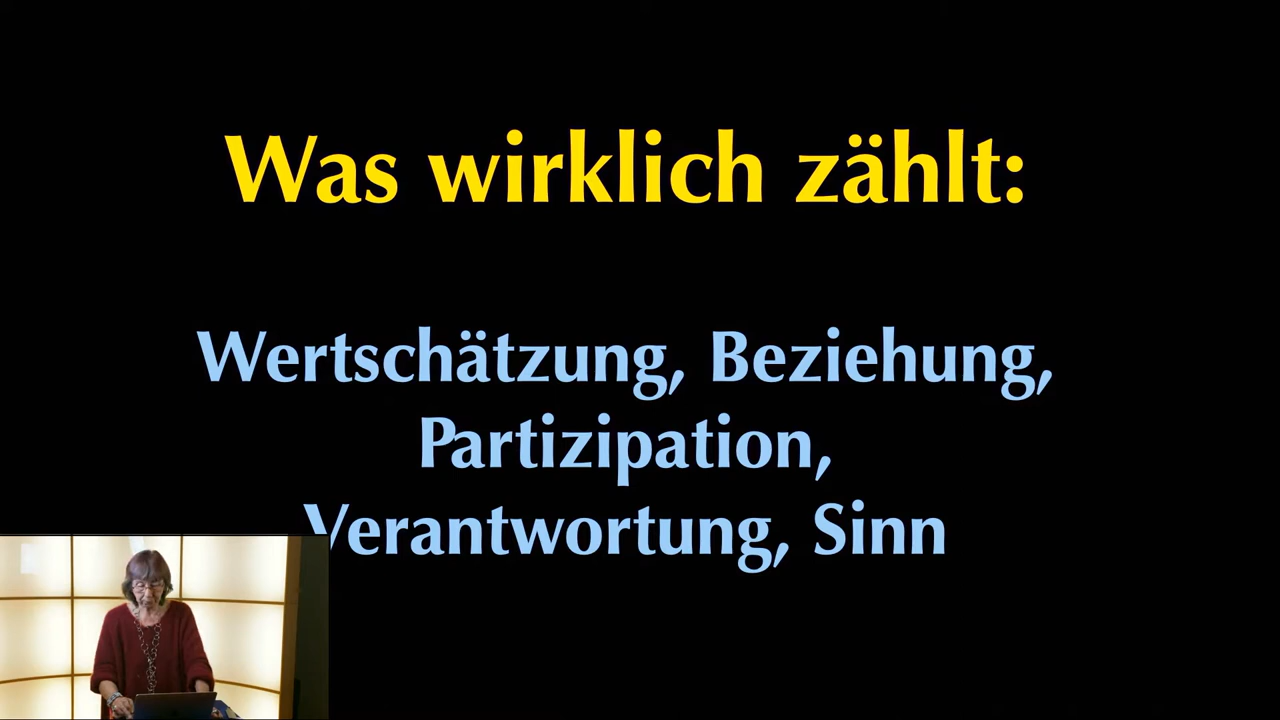 Was wirklich zählt:
Wertschätzung, Beziehung,
Partizipation,
Verantwortung, Sinn